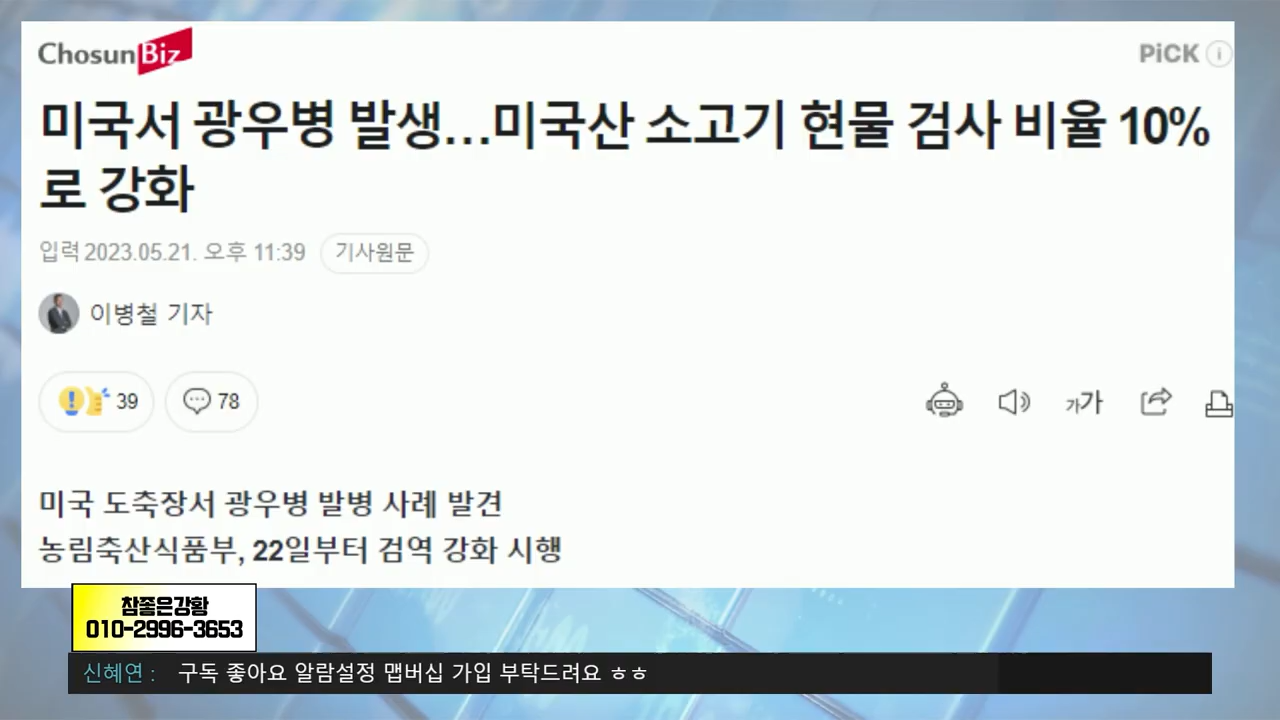 ChosunBiz
PiCK
미국서 광우병 발생...미국산 소고기 현물 검사 비율 10%
로 강화
입력 2023.05.21. 오후 11:39 기사원문
이병철 기자
39 78
가가
미국 도축장서 광우병 발병 사례 발견
농림축산식품부, 22일부터 검역 강화 시행
참좋은강황
010-2996-3653
신혜연 : 구독 좋아요 알람설정 맵버십 가입 부탁드려요 ㅎㅎ